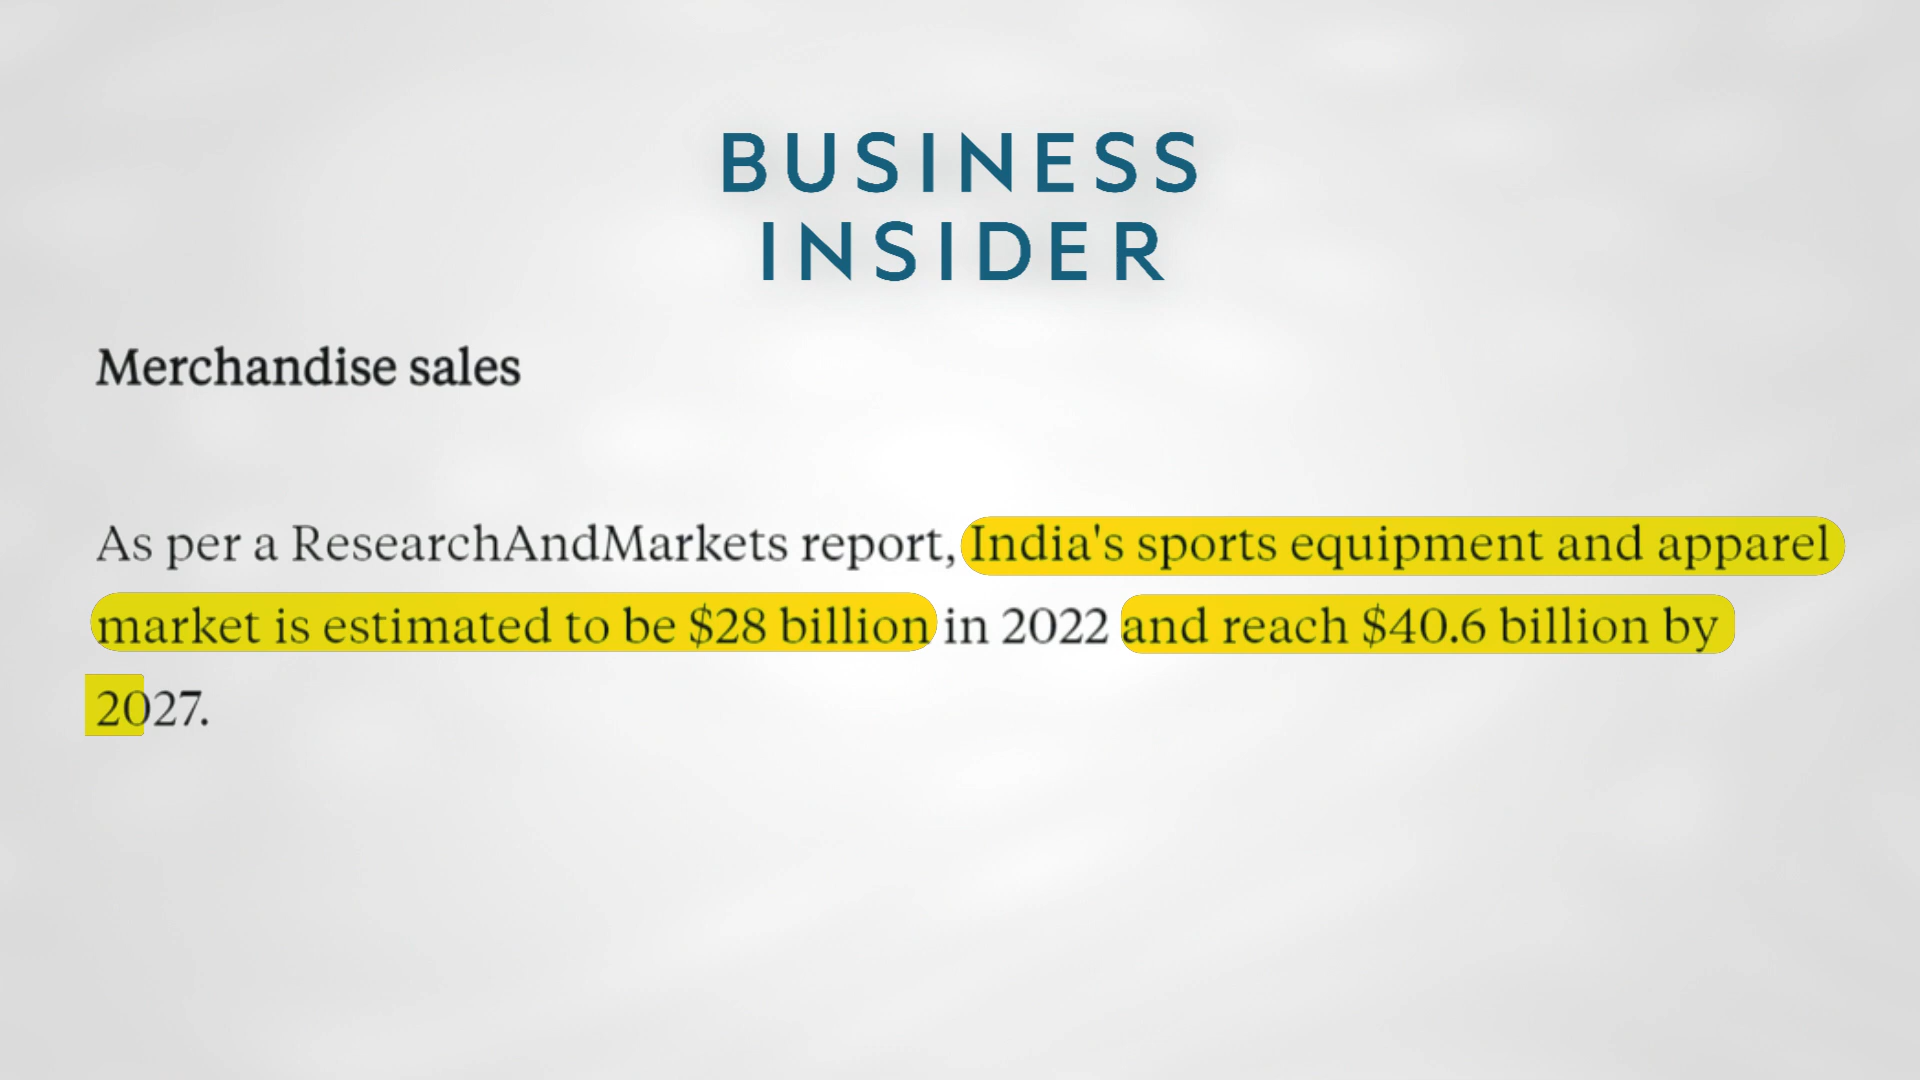 BUSINESS
INSIDER
Merchandise sales
As per a ResearchAndMarkets report, India's sports equipment and apparel
market is estimated to be $28 billion in 2022 and reach $40.6 billion by
2027.